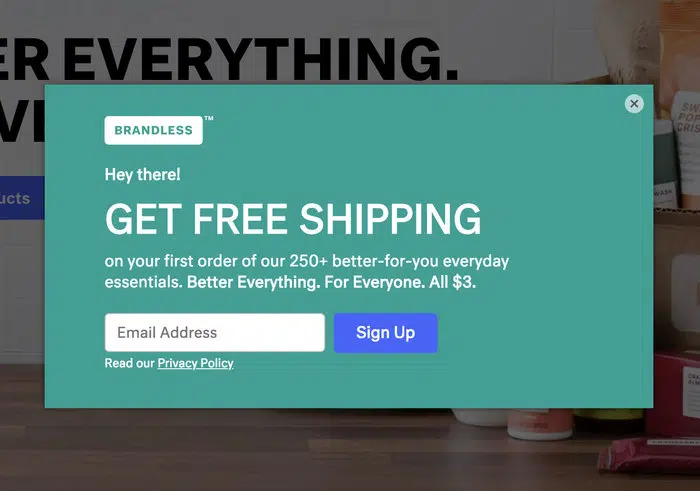 ER EVERYTHING.
BRANDLESS™
Hey there!
GET FREE SHIPPING
on your first order of our 250+ better-for-you everyday
essentials. Better Everything. For Everyone. All $3.
Email Address
Sign Up
Read our Privacy Policy
ucts
SW
POP
CRIS
WASH